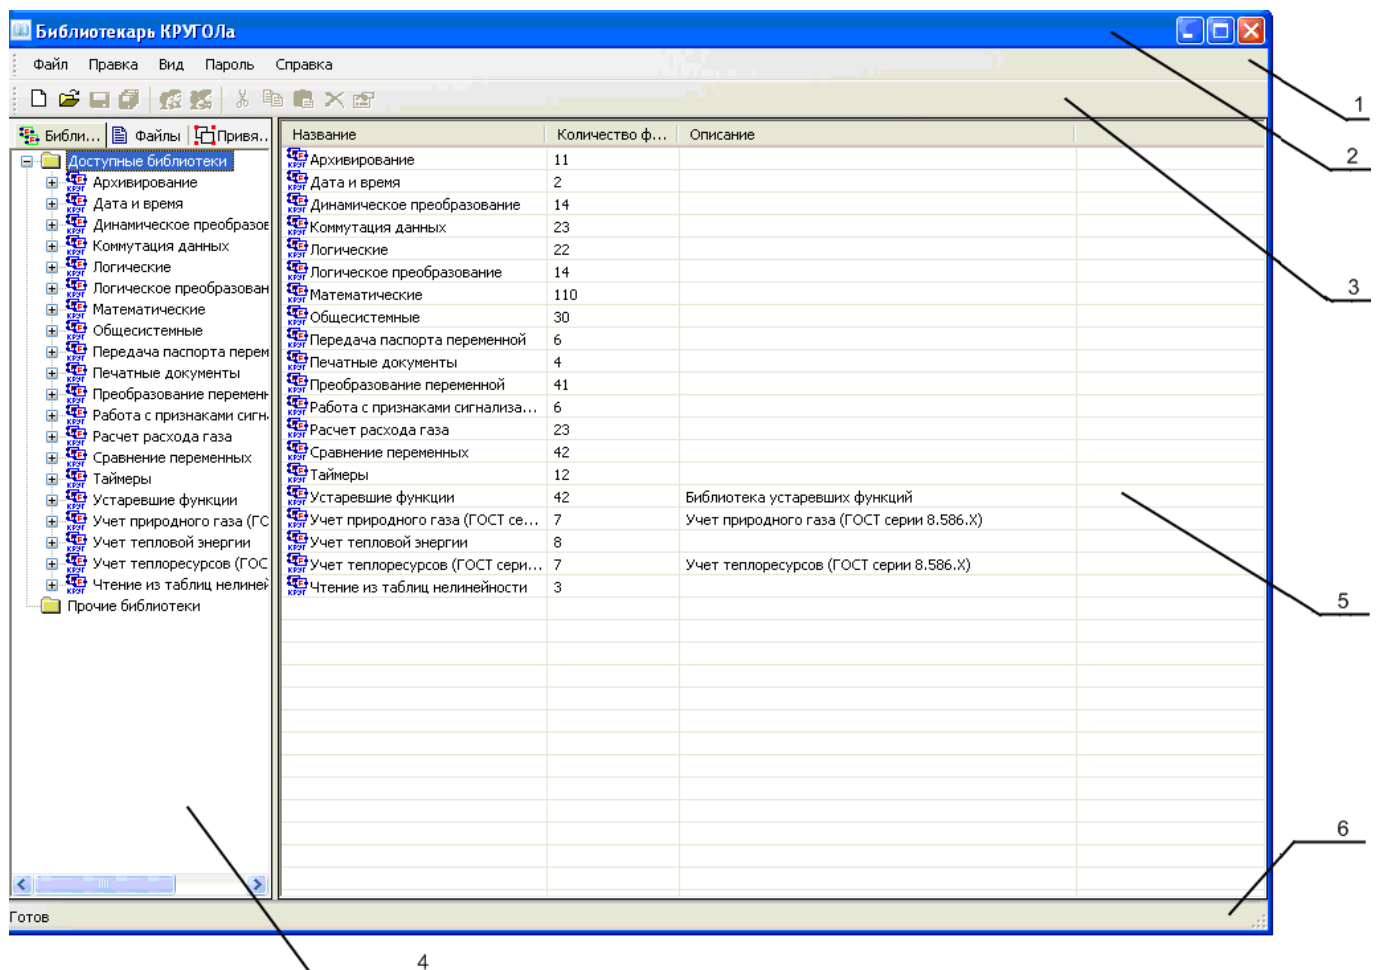 Библиотекарь КРУГОЛа
Файл Правка Вид Пароль Справка
1
2
3
Библи... Файлы Привя..
Доступные библиотеки
Архивирование
Дата и время
Динамическое преобразов
Коммутация данных
Логические
Логическое преобразован
Математические
Общесистемные
Передача паспорта перем
Печатные документы
Преобразование перемен
Работа с признаками сигн
Расчет расхода газа
Сравнение переменных
Таймеры
Устаревшие функции
Учет природного газа (ГС
Учет тепловой энергии
Учет теплоресурсов (ГОС
Чтение из таблиц нелиней
Прочие библиотеки
Название Количество ф... Описание
Архивирование 11
Дата и время 2
Динамическое преобразование 14
Коммутация данных 23
Логические 22
Логическое преобразование 14
Математические 110
Общесистемные 30
Передача паспорта переменной 6
Печатные документы 4
Преобразование переменной 41
Работа с признаками сигнализа... 6
Расчет расхода газа 23
Сравнение переменных 42
Таймеры 12
Устаревшие функции 42 Библиотека устаревших функций
Учет природного газа (ГОСТ се... 7 Учет природного газа (ГОСТ серии 8.586.X)
Учет тепловой энергии 8
Учет теплоресурсов (ГОСТ сери... 7 Учет теплоресурсов (ГОСТ серии 8.586.X)
Чтение из таблиц нелинейности 3
5
6
Готов
4